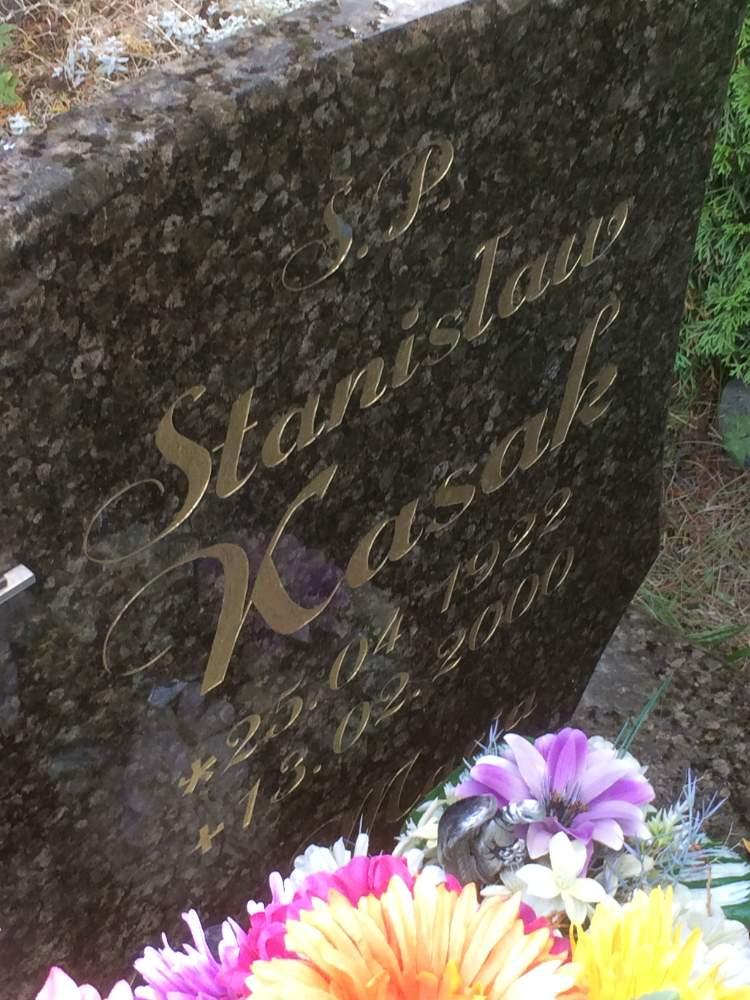 Ś.P.
Stanisław
Kasak
*25.04.1922
+13.02.2000